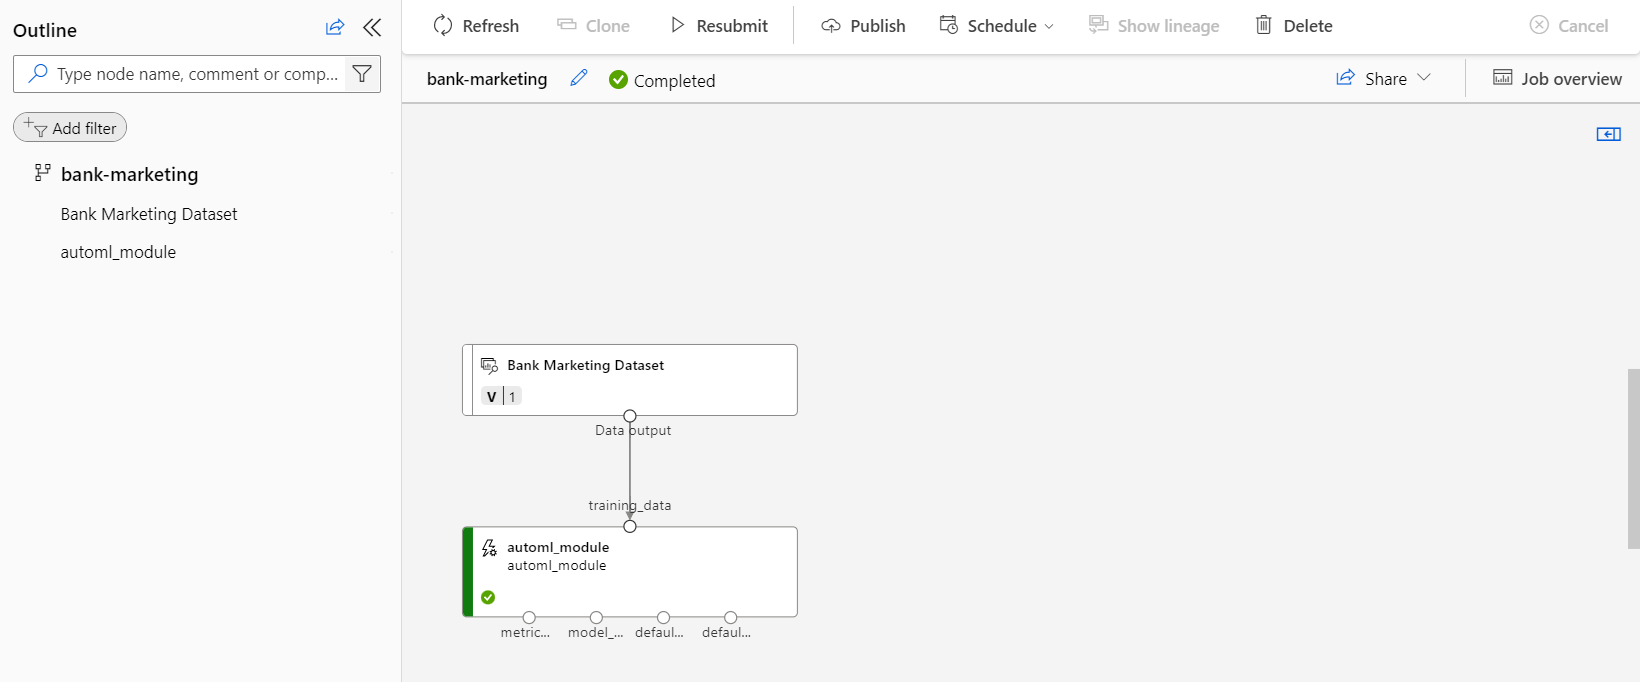 Outline
Type node name, comment or comp...
Add filter
bank-marketing
Bank Marketing Dataset
automl_module
Refresh
Clone
Resubmit
Publish
Schedule
Show lineage
Delete
Cancel
bank-marketing
Completed
Share
Job overview
Bank Marketing Dataset
V 1
Data output
training_data
automl_module
automl_module
metric...
model_...
defaul...
defaul...